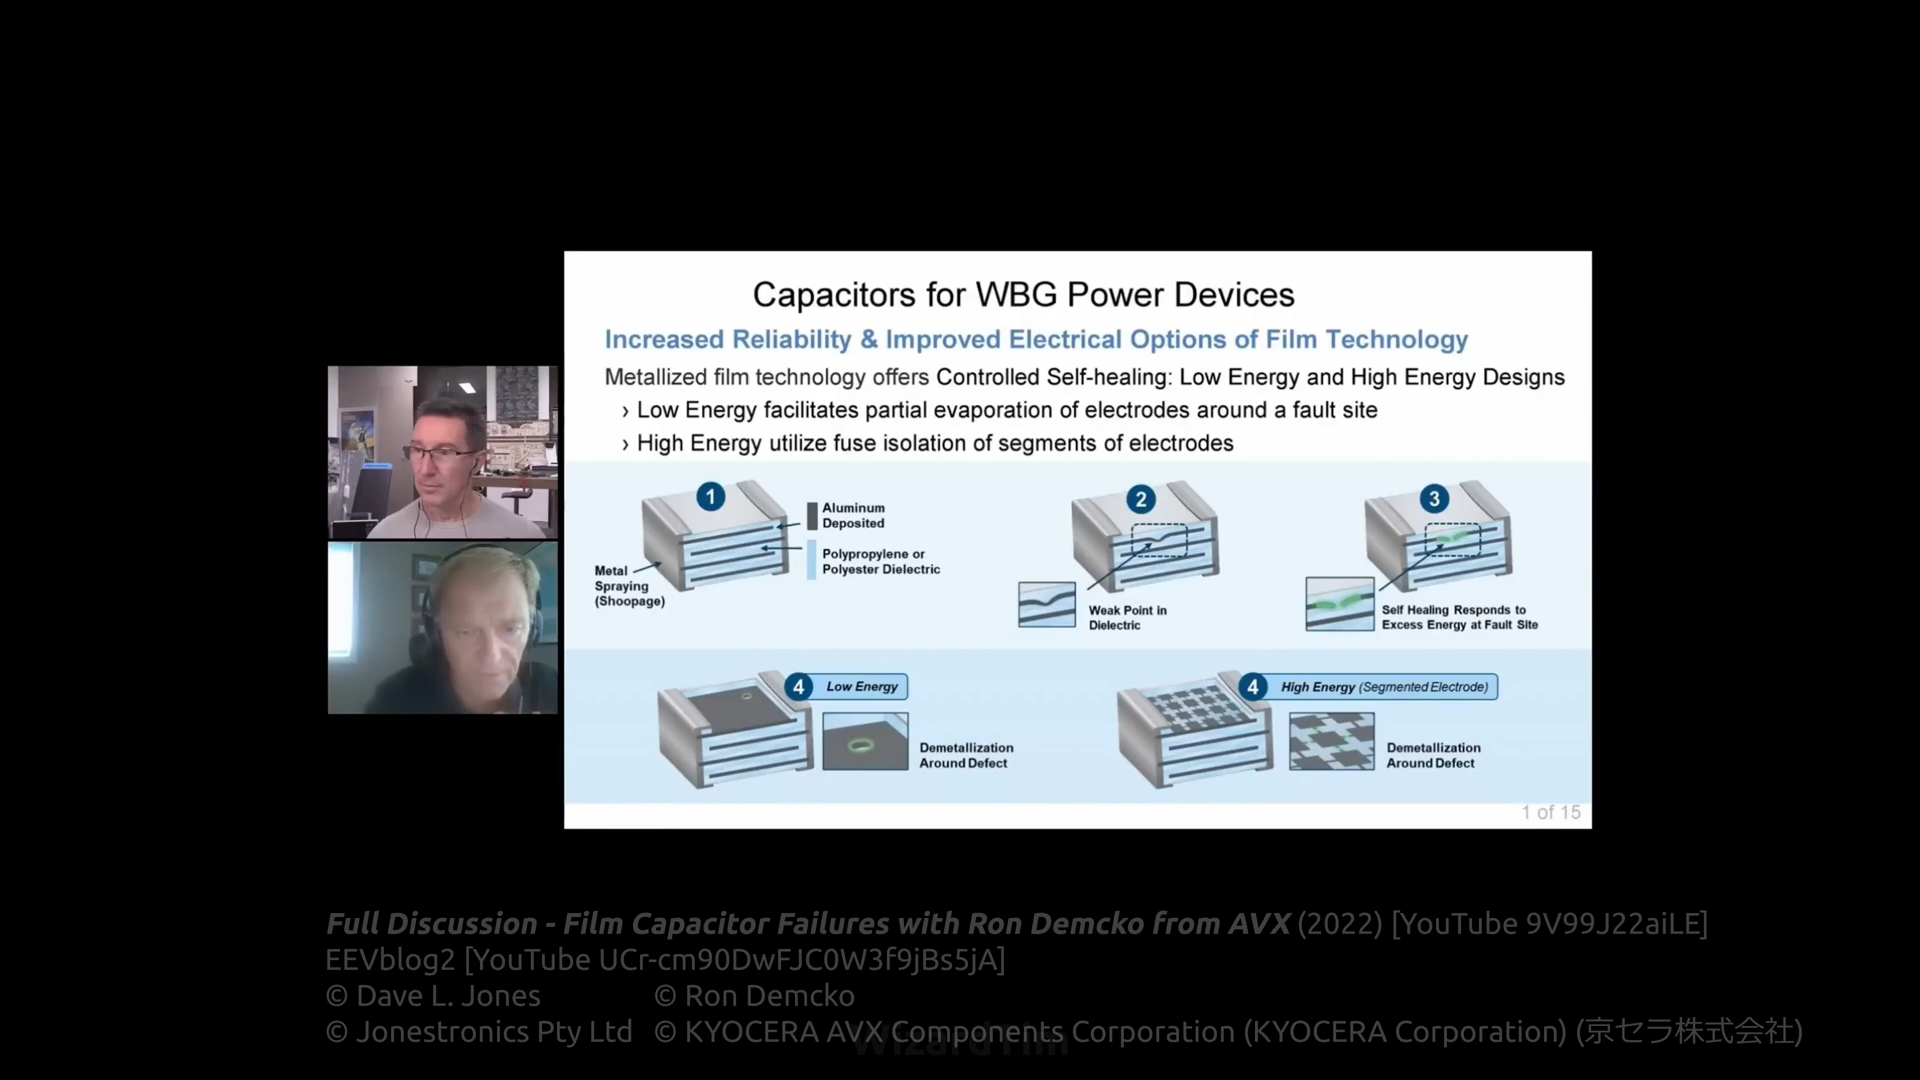 Capacitors for WBG Power Devices
Increased Reliability & Improved Electrical Options of Film Technology
Metallized film technology offers Controlled Self-healing: Low Energy and High Energy Designs
› Low Energy facilitates partial evaporation of electrodes around a fault site
› High Energy utilize fuse isolation of segments of electrodes
1
Aluminum
Deposited
Polypropylene or
Polyester Dielectric
Metal
Spraying
(Shoopage)
2
Weak Point in
Dielectric
3
Self Healing Responds to
Excess Energy at Fault Site
4 Low Energy
Demetallization
Around Defect
4 High Energy (Segmented Electrode)
Demetallization
Around Defect
1 of 15
Full Discussion - Film Capacitor Failures with Ron Demcko from AVX (2022) [YouTube 9V99J22aiLE]
EEVblog2 [YouTube UCr-cm90DwFJC0W3f9jBs5jA]
© Dave L. Jones © Ron Demcko
© Jonestronics Pty Ltd © KYOCERA AVX Components Corporation (KYOCERA Corporation) (京セラ株式会社)